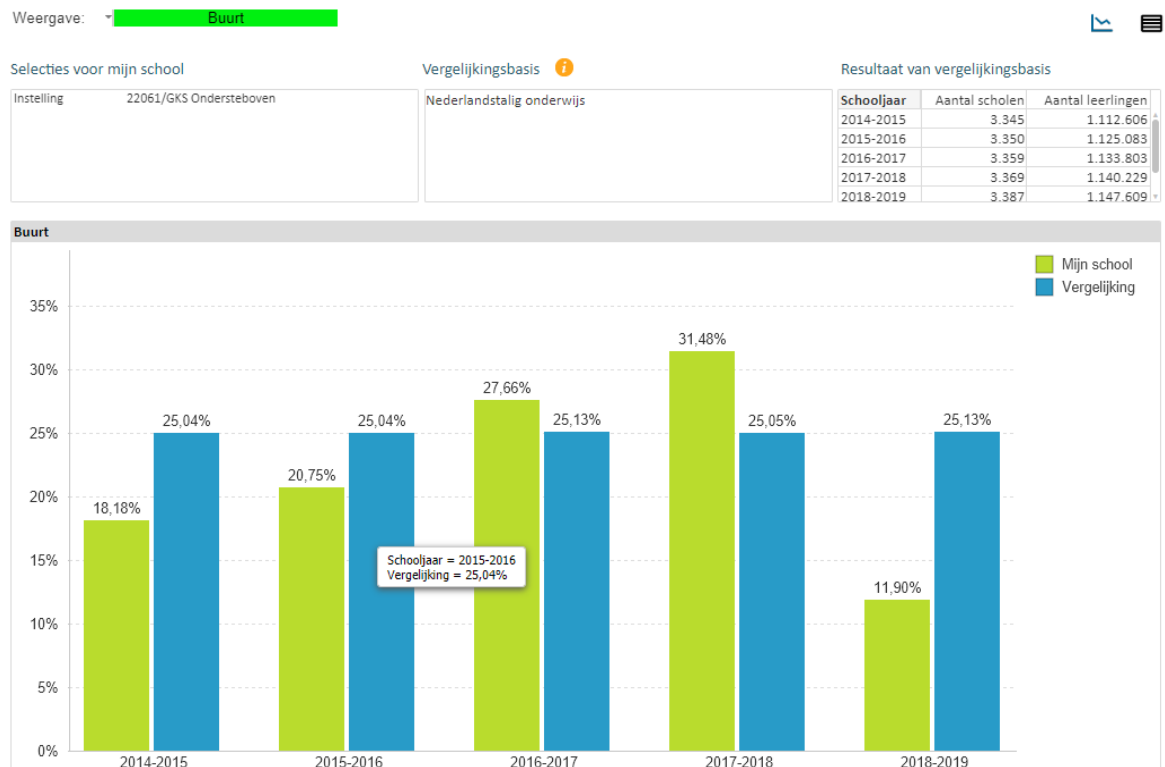 Weergave: Buurt
Selecties voor mijn school
Vergelijkingsbasis i
Resultaat van vergelijkingsbasis
Instelling 22061/GKS Ondersteboven
Nederlandstalig onderwijs
Schooljaar Aantal scholen Aantal leerlingen
2014-2015 3.345 1.112.606
2015-2016 3.350 1.125.083
2016-2017 3.359 1.133.803
2017-2018 3.369 1.140.229
2018-2019 3.387 1.147.609
Buurt
Mijn school
Vergelijking
35%
30%
25%
20%
15%
10%
5%
0%
18,18%
25,04%
20,75%
25,04%
27,66%
25,13%
31,48%
25,05%
11,90%
25,13%
Schooljaar = 2015-2016
Vergelijking = 25,04%
2014-2015 2015-2016 2016-2017 2017-2018 2018-2019